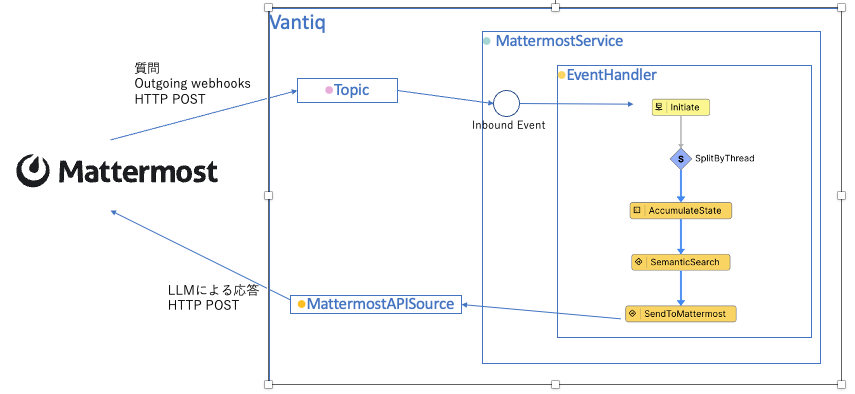 Vantiq
MattermostService
EventHandler
質問
Outgoing webhooks
HTTP POST
Topic
Inbound Event
Initiate
S
SplitByThread
AccumulateState
SemanticSearch
SendToMattermost
Mattermost
LLMによる応答
HTTP POST
MattermostAPISource